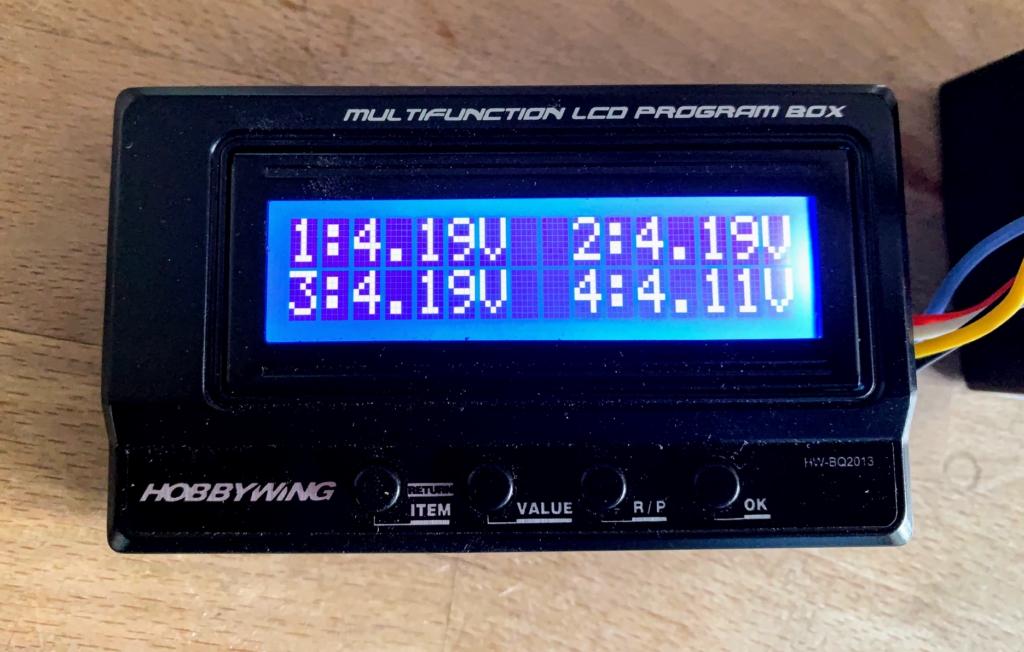 MULTIFUNCTION LCD PROGRAM BOX
1:4.19V 2:4.19V
3:4.19V 4:4.11V
HW-BQ2013
HOBBYWING
RETURN
ITEM VALUE R/P OK